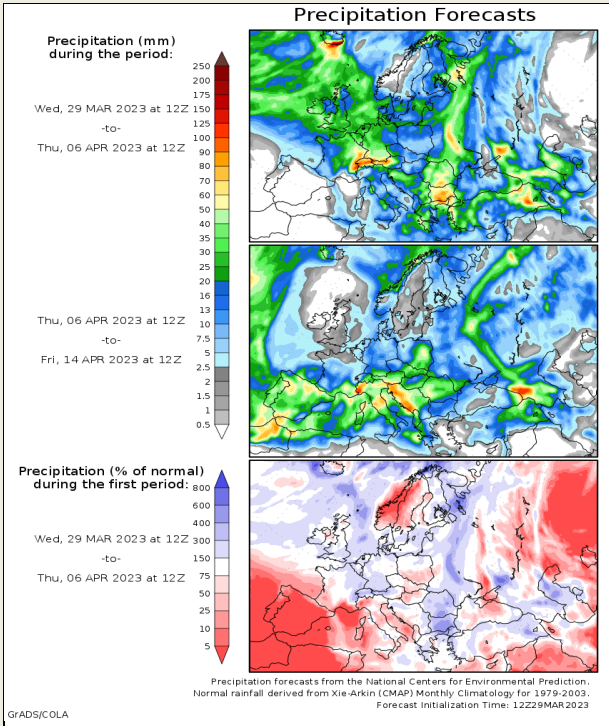 Precipitation Forecasts
Precipitation (mm)
during the period:
Wed, 29 MAR 2023 at 12Z
-to-
Thu, 06 APR 2023 at 12Z
250
200
175
150
125
100
90
80
70
60
50
40
35
30
25
20
16
13
10
7.5
5
2.5
2
1.5
1
0.5
Thu, 06 APR 2023 at 12Z
-to-
Fri, 14 APR 2023 at 12Z
Precipitation (% of normal)
during the first period:
Wed, 29 MAR 2023 at 12Z
-to-
Thu, 06 APR 2023 at 12Z
800
600
400
300
150
75
50
25
10
5
Precipitation forecasts from the National Centers for Environmental Prediction.
Normal rainfall derived from Xie-Arkin (CMAP) Monthly Climatology for 1979-2003.
Forecast Initialization Time: 12Z29MAR2023
GrADS/COLA